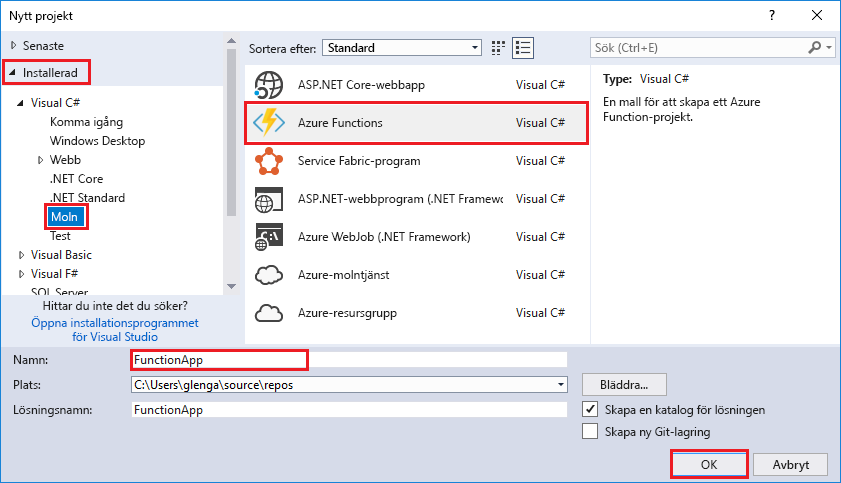 Nytt projekt
?
Senaste
Installerad
Visual C#
Komma igång
Windows Desktop
Webb
.NET Core
.NET Standard
Moln
Test
Visual Basic
Visual F#
SQL Server
Hittar du inte det du söker?
Öppna installationsprogrammet
för Visual Studio
Sortera efter: Standard
Sök (Ctrl+E)
ASP.NET Core-webbapp Visual C#
Azure Functions Visual C#
Service Fabric-program Visual C#
ASP.NET-webbprogram (.NET Framewo Visual C#
Azure WebJob (.NET Framework) Visual C#
Azure-molntjänst Visual C#
Azure-resursgrupp Visual C#
Type: Visual C#
En mall för att skapa ett Azure
Function-projekt.
Namn: FunctionApp
Plats: C:\Users\glenga\source\repos Bläddra...
Lösningsnamn: FunctionApp
Skapa en katalog för lösningen
Skapa ny Git-lagring
OK Avbryt